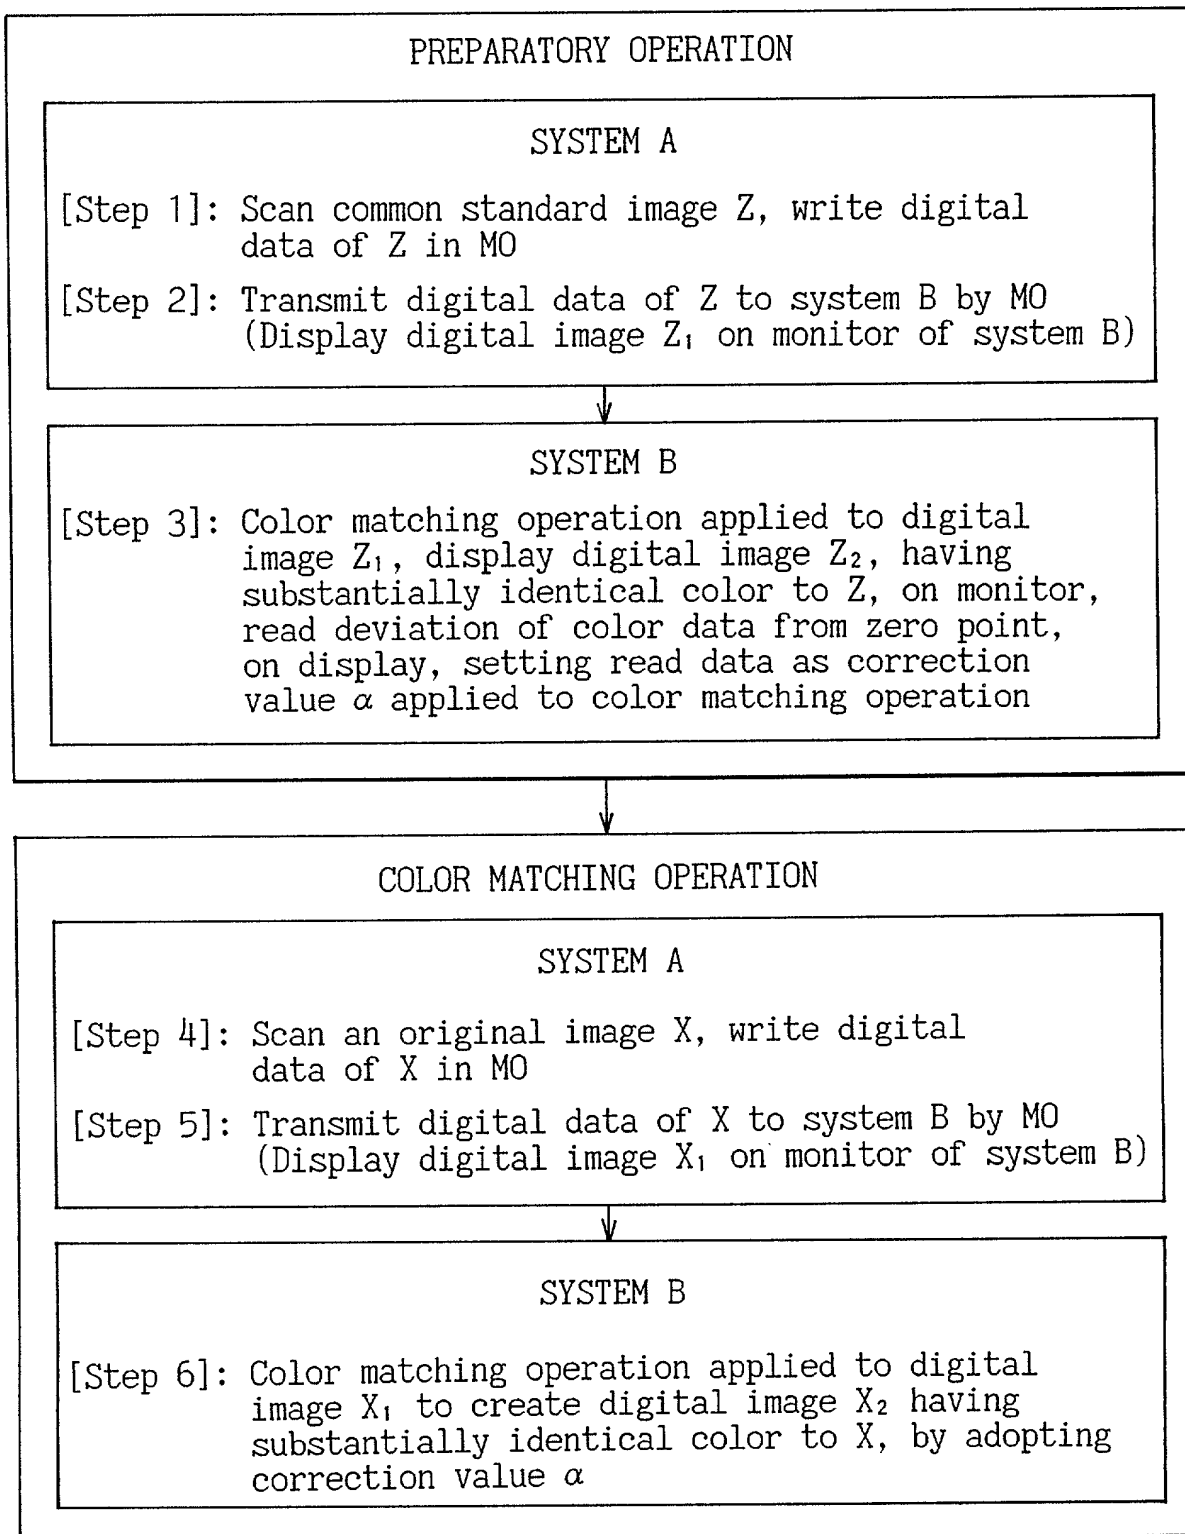 PREPARATORY OPERATION
SYSTEM A
[Step 1]: Scan common standard image Z, write digital
data of Z in MO
[Step 2]: Transmit digital data of Z to system B by MO
(Display digital image Z₁ on monitor of system B)
SYSTEM B
[Step 3]: Color matching operation applied to digital
image Z₁, display digital image Z₂, having
substantially identical color to Z, on monitor,
read deviation of color data from zero point,
on display, setting read data as correction
value α applied to color matching operation
COLOR MATCHING OPERATION
SYSTEM A
[Step 4]: Scan an original image X, write digital
data of X in MO
[Step 5]: Transmit digital data of X to system B by MO
(Display digital image X₁ on monitor of system B)
SYSTEM B
[Step 6]: Color matching operation applied to digital
image X₁ to create digital image X₂ having
substantially identical color to X, by adopting
correction value α